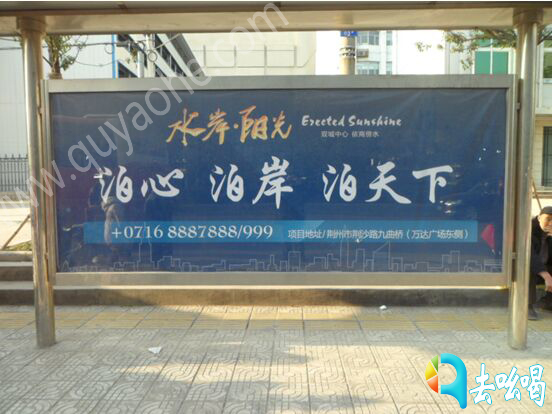 水岸·阳光 Erected Sunshine
双城中心 依商傍水
泊心 泊岸 泊天下
+0716 8887888/999 项目地址/荆州市荆沙路九曲桥(万达广场东侧)
www.quyaohe.com
去吆喝